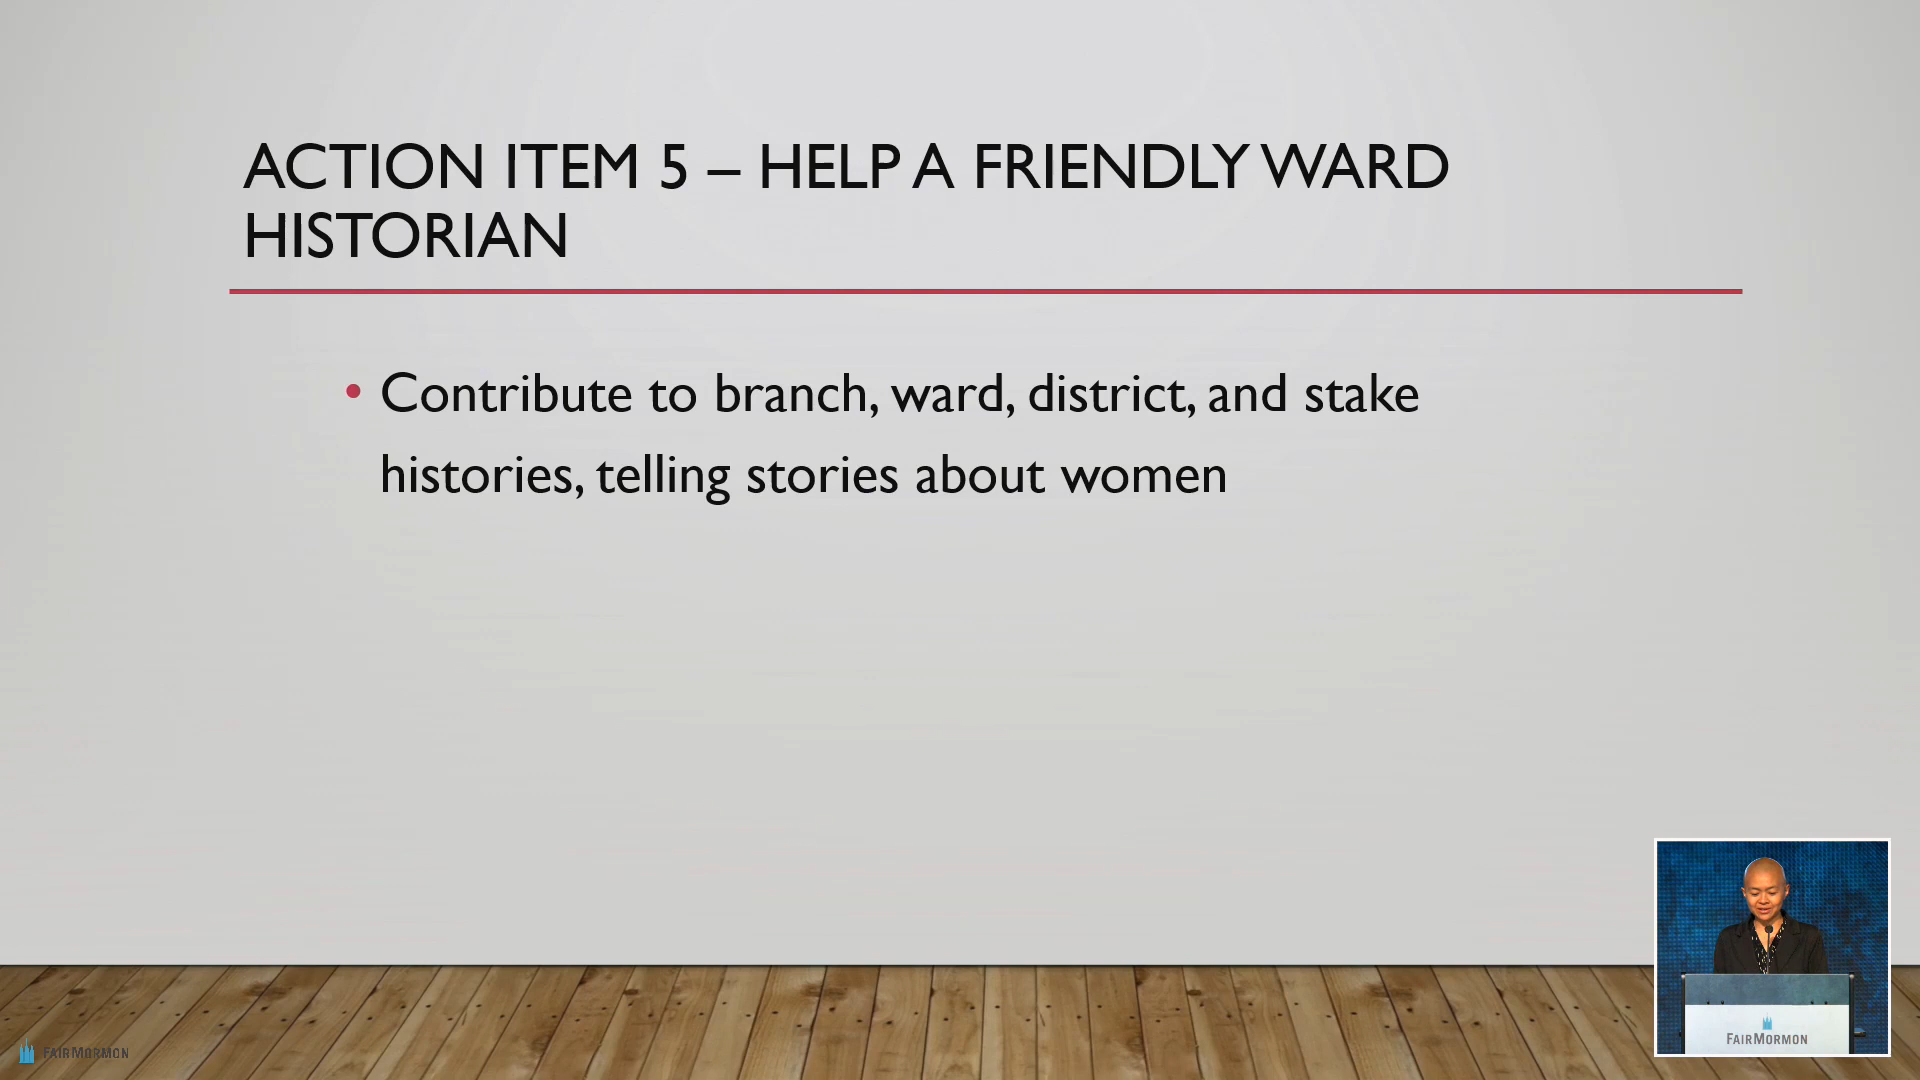 ACTION ITEM 5 – HELP A FRIENDLY WARD
HISTORIAN
• Contribute to branch, ward, district, and stake
histories, telling stories about women
FAIRMORMON
FAIRMORMON